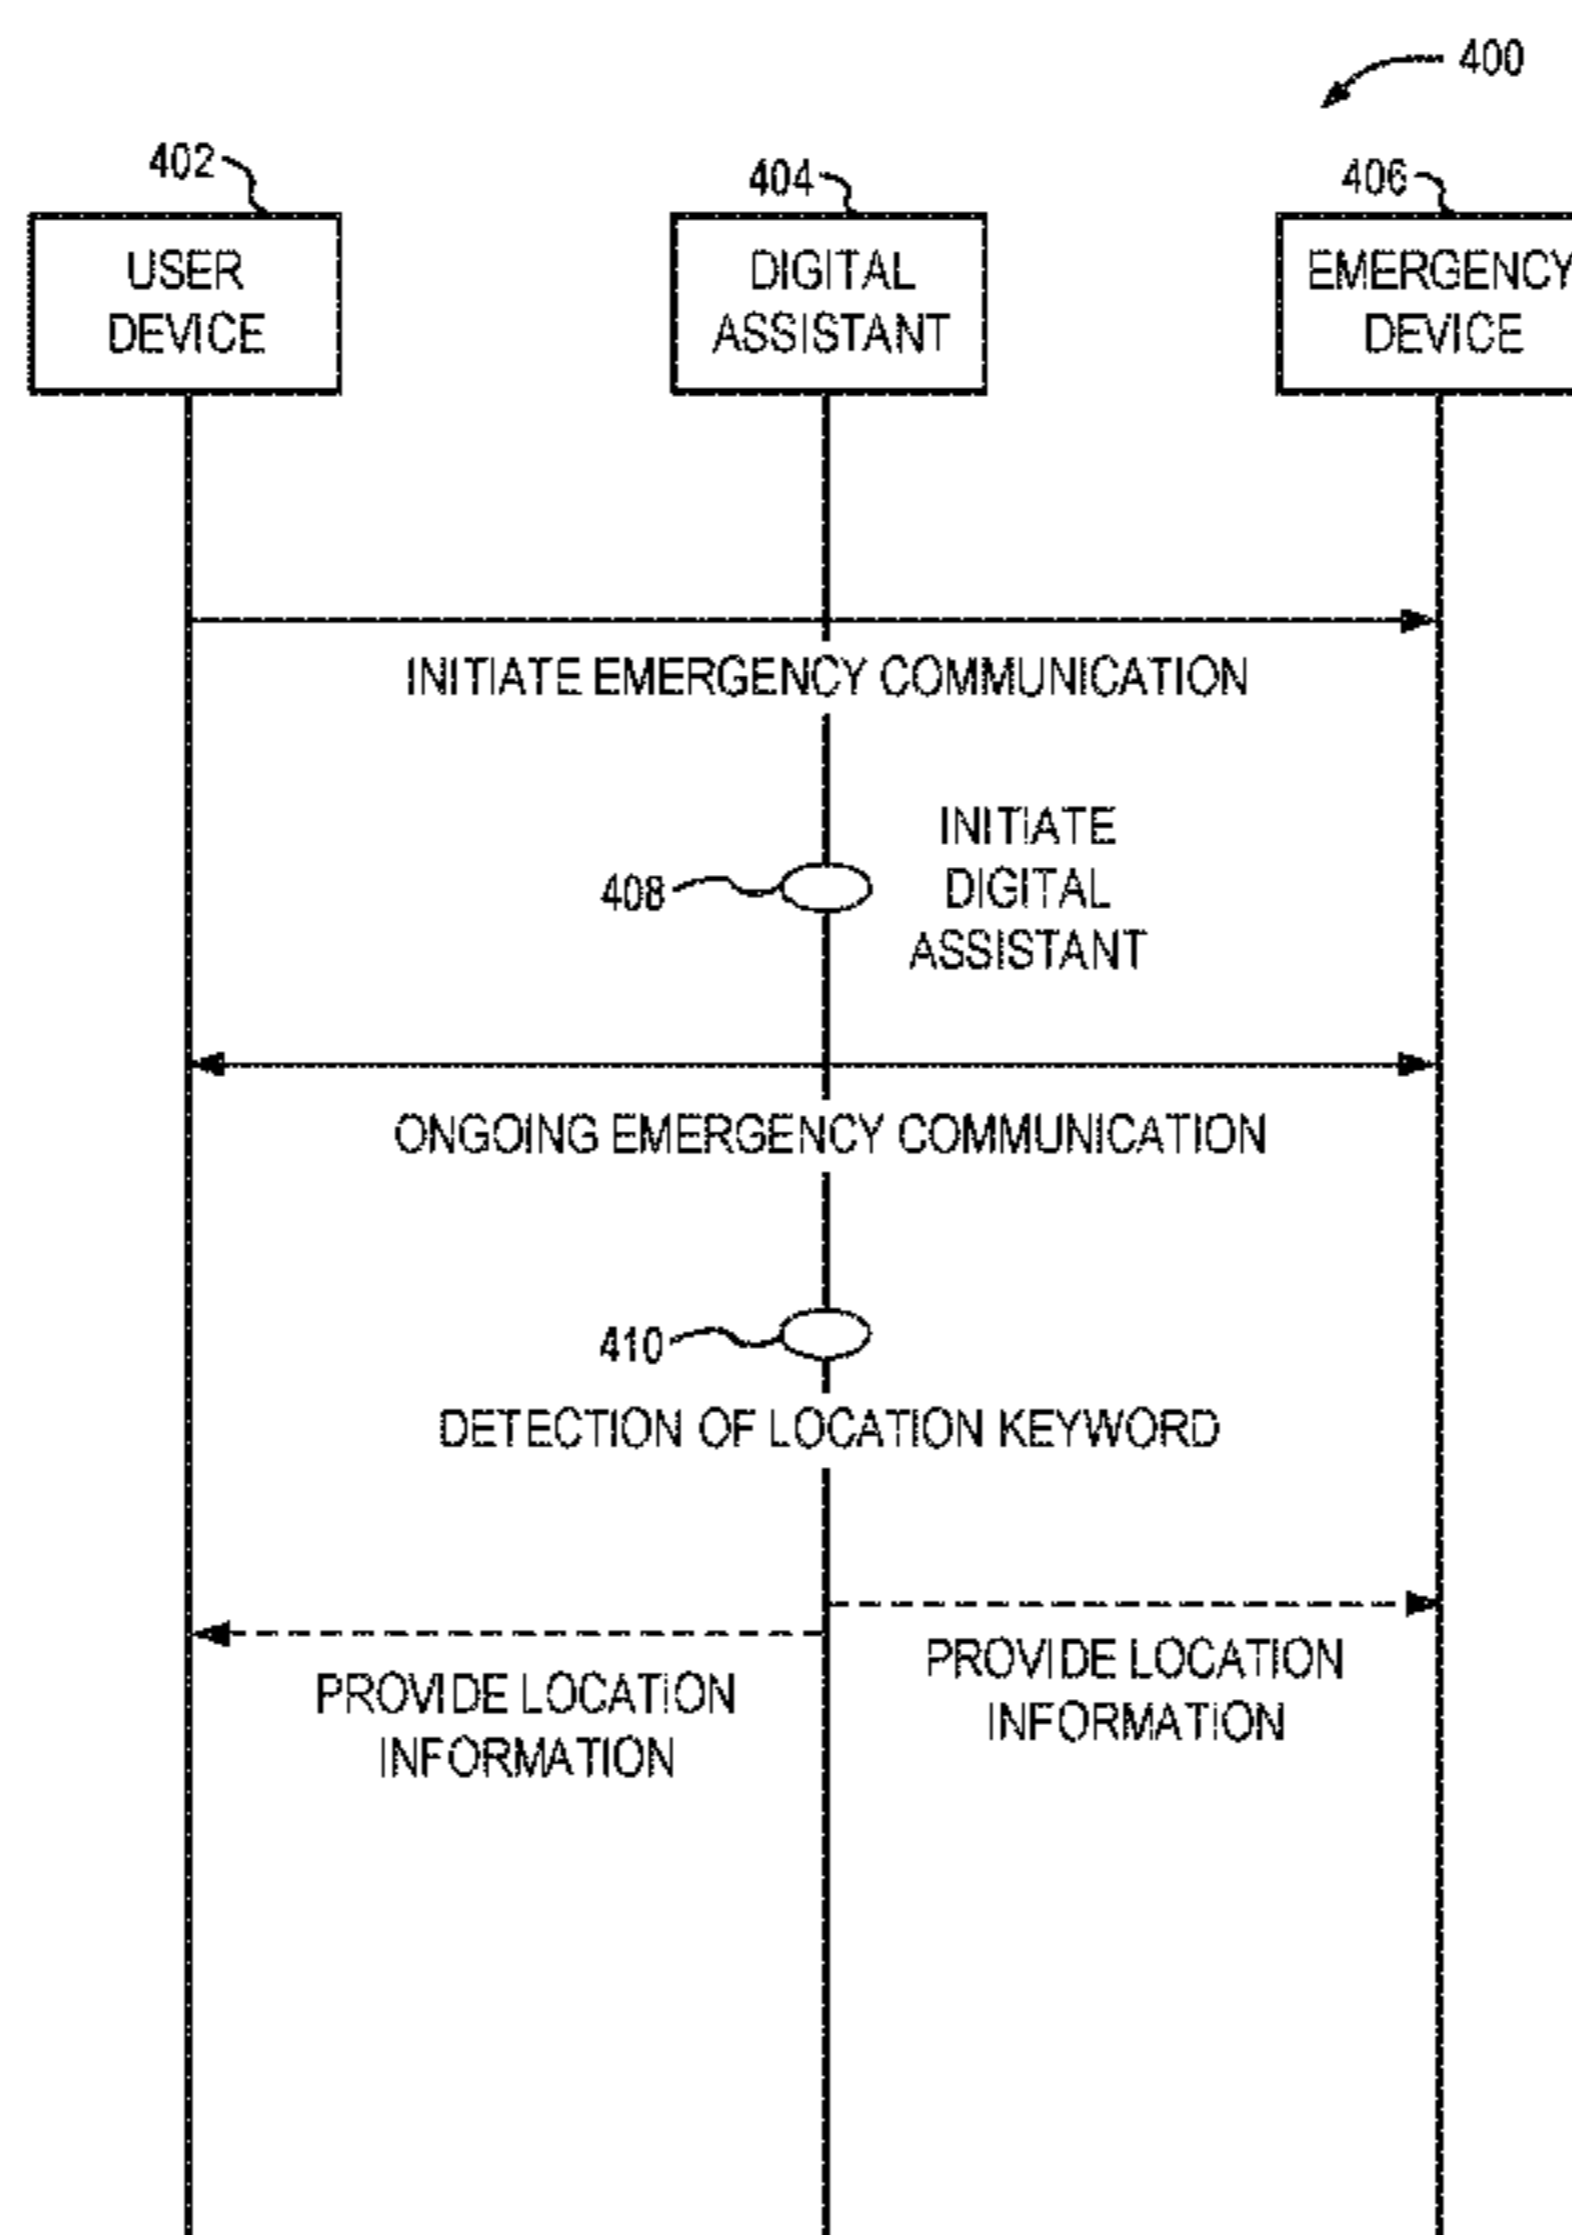 400
402
404
406
USER
DEVICE
DIGITAL
ASSISTANT
EMERGENCY
DEVICE
INITIATE EMERGENCY COMMUNICATION
INITIATE
DIGITAL
ASSISTANT
408
ONGOING EMERGENCY COMMUNICATION
410
DETECTION OF LOCATION KEYWORD
PROVIDE LOCATION
INFORMATION
PROVIDE LOCATION
INFORMATION